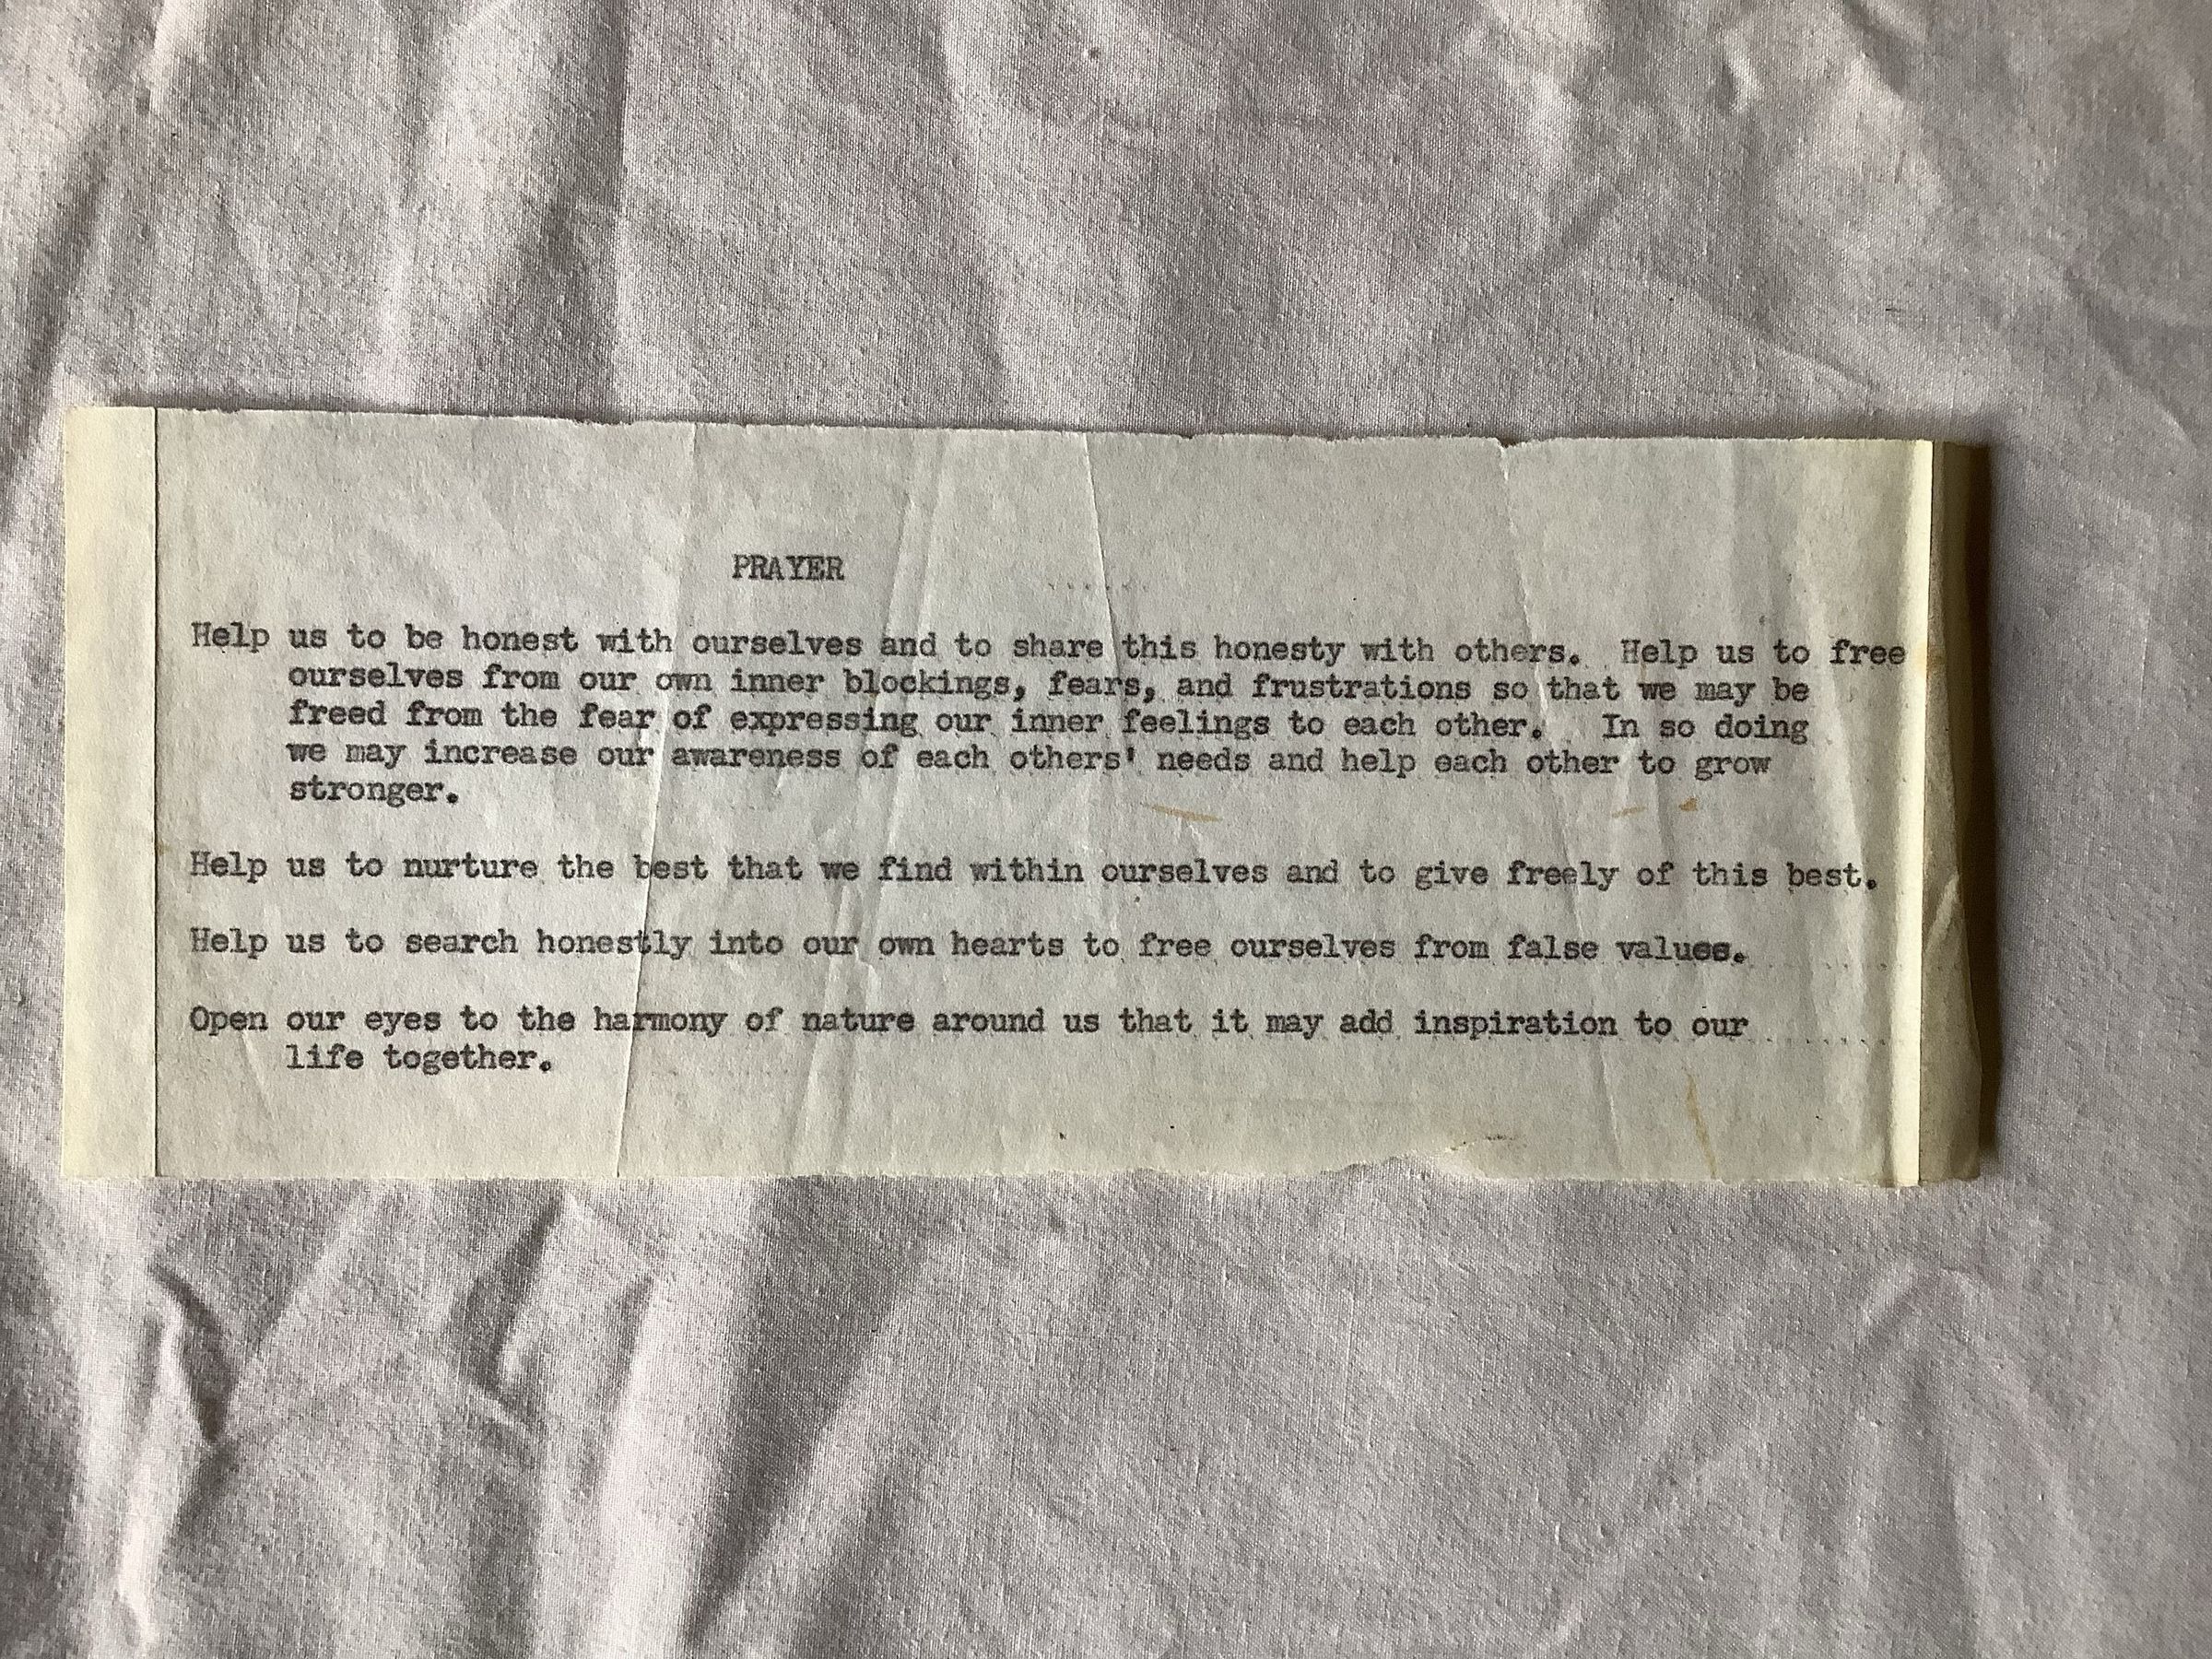 PRAYER
Help us to be honest with ourselves and to share this honesty with others. Help us to free
ourselves from our own inner blockings, fears, and frustrations so that we may be
freed from the fear of expressing our inner feelings to each other. In so doing
we may increase our awareness of each others' needs and help each other to grow
stronger.
Help us to nurture the best that we find within ourselves and to give freely of this best.
Help us to search honestly into our own hearts to free ourselves from false values.
Open our eyes to the harmony of nature around us that it may add inspiration to our
life together.